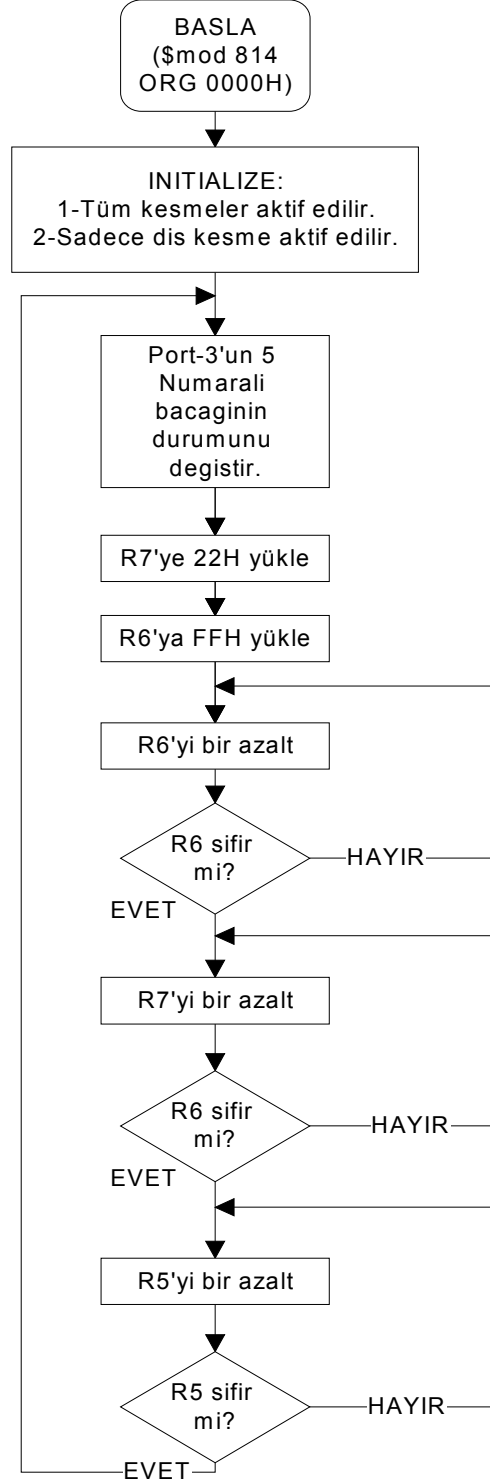 BASLA
($mod 814
ORG 0000H)
INITIALIZE:
1-Tüm kesmeler aktif edilir.
2-Sadece dis kesme aktif edilir.
Port-3'un 5
Numarali
bacaginin
durumunu
degistir.
R7'ye 22H yükle
R6'ya FFH yükle
R6'yi bir azalt
R6 sifir
mi?
HAYIR
EVET
R7'yi bir azalt
R6 sifir
mi?
HAYIR
EVET
R5'yi bir azalt
R5 sifir
mi?
HAYIR
EVET